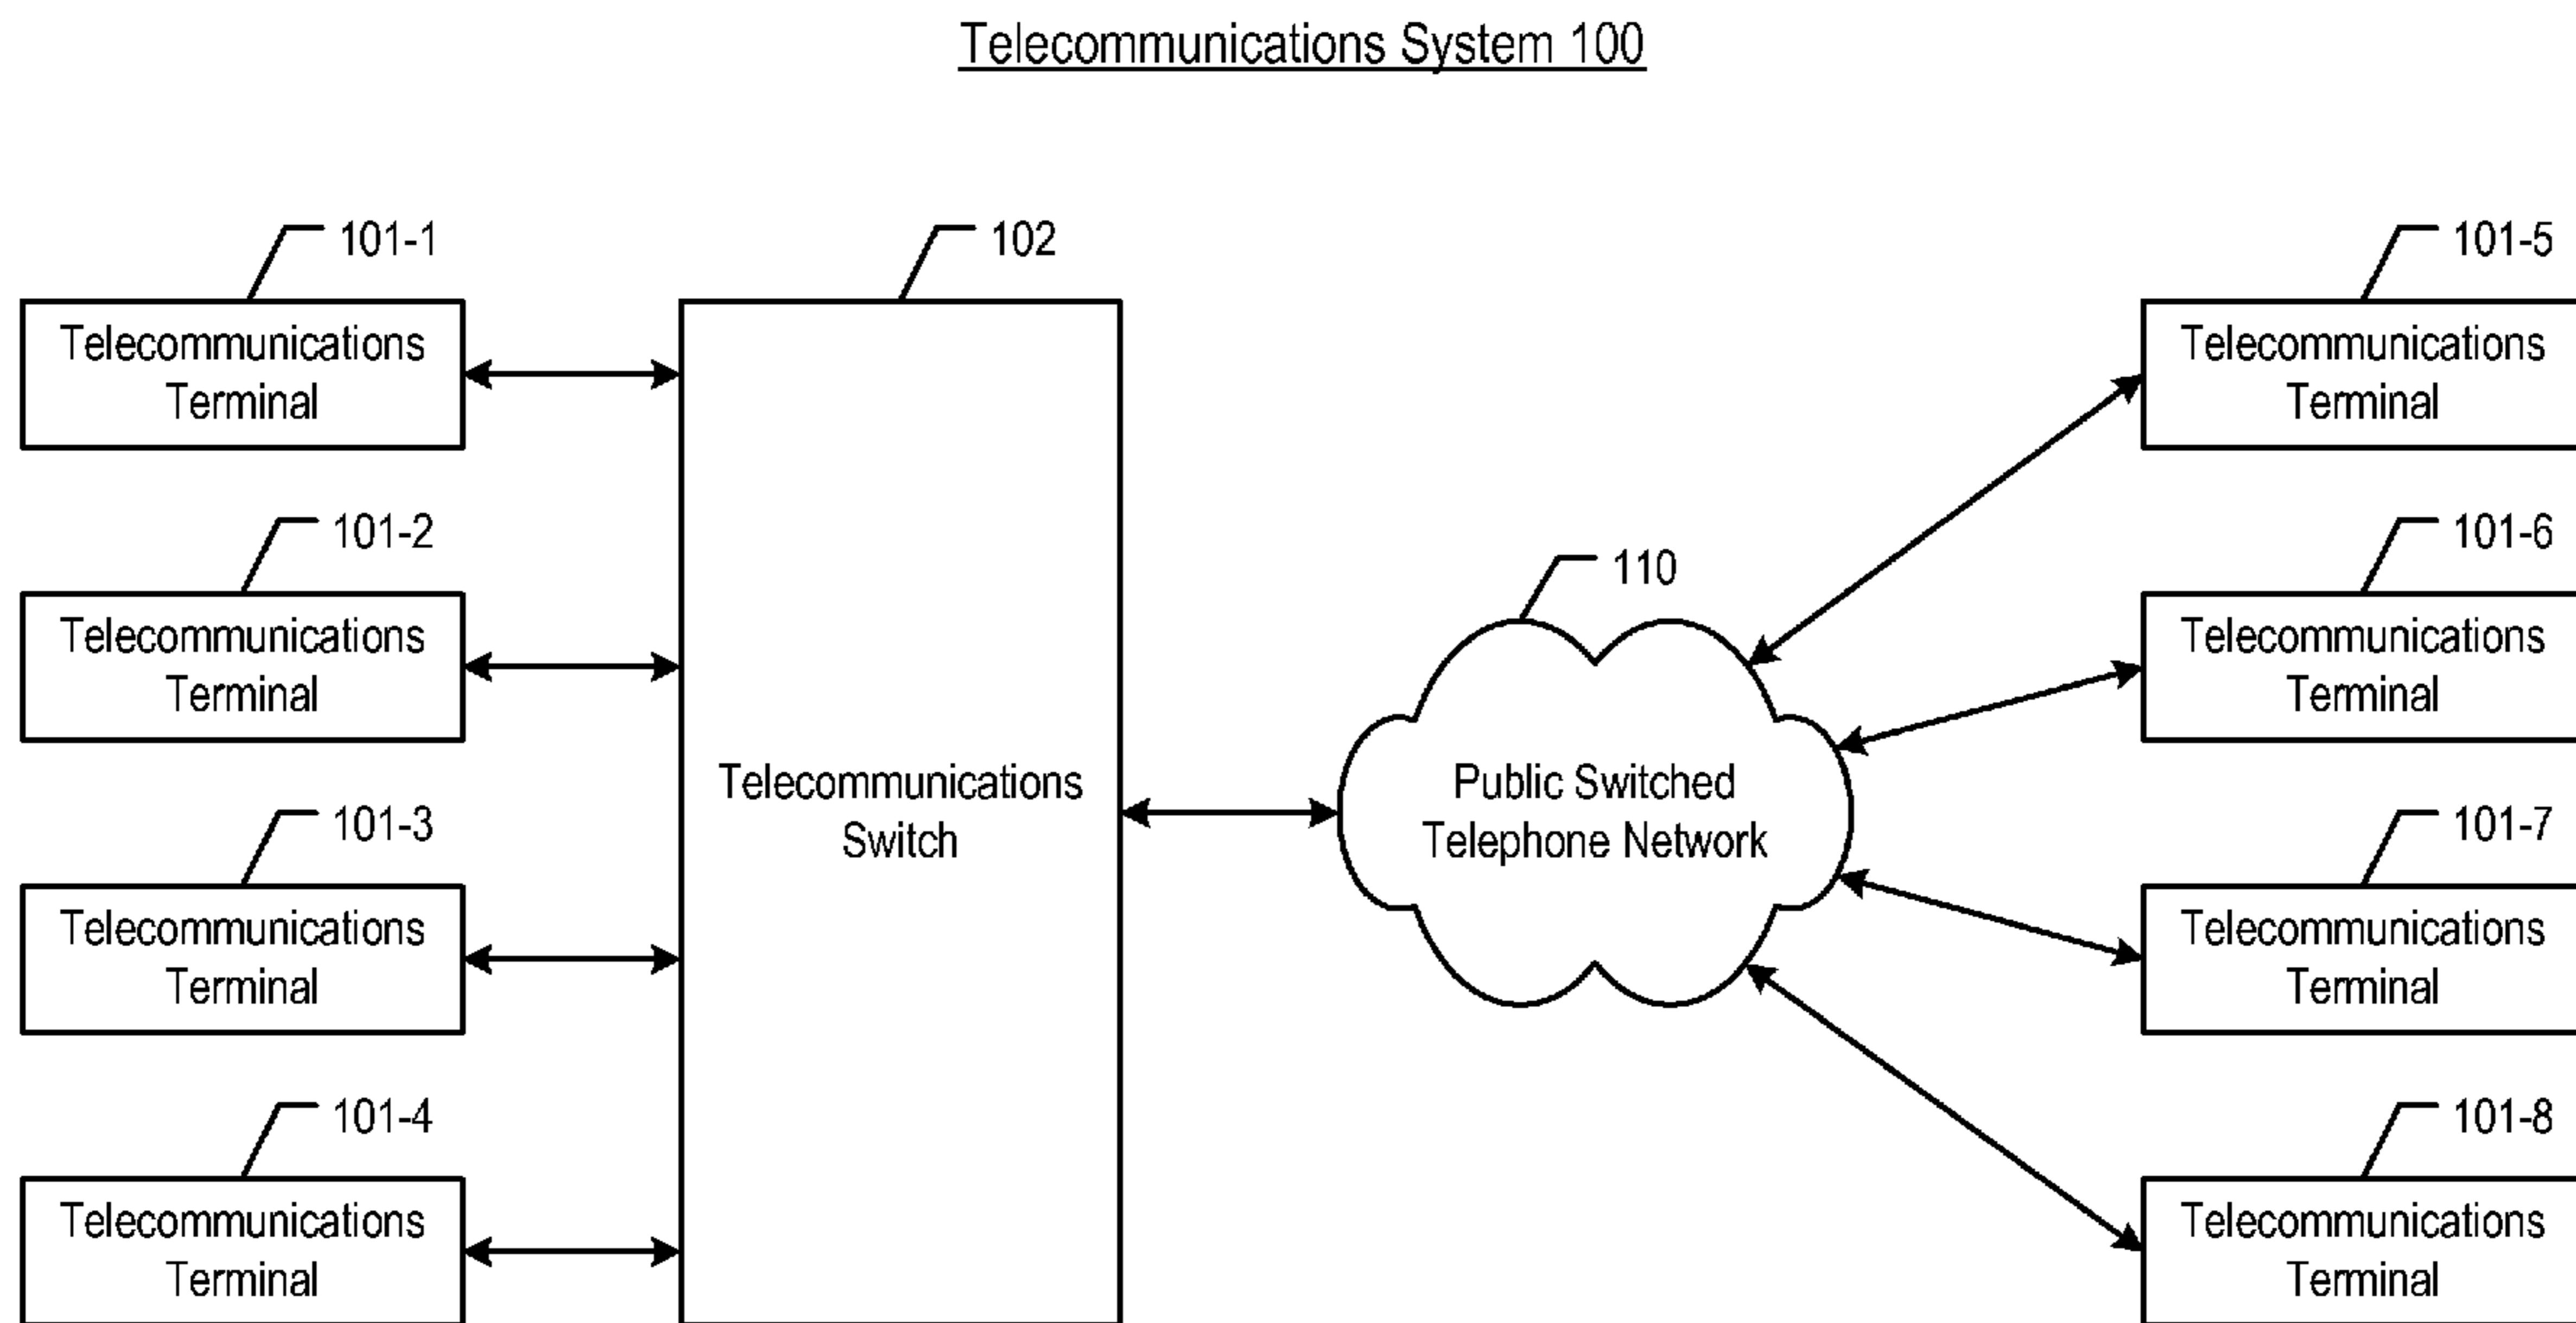 Telecommunications System 100
101-1
102
101-5
Telecommunications
Terminal
Telecommunications
Terminal
101-2
101-6
110
Telecommunications
Terminal
Telecommunications
Terminal
Telecommunications
Switch
Public Switched
Telephone Network
101-3
101-7
Telecommunications
Terminal
Telecommunications
Terminal
101-4
101-8
Telecommunications
Terminal
Telecommunications
Terminal